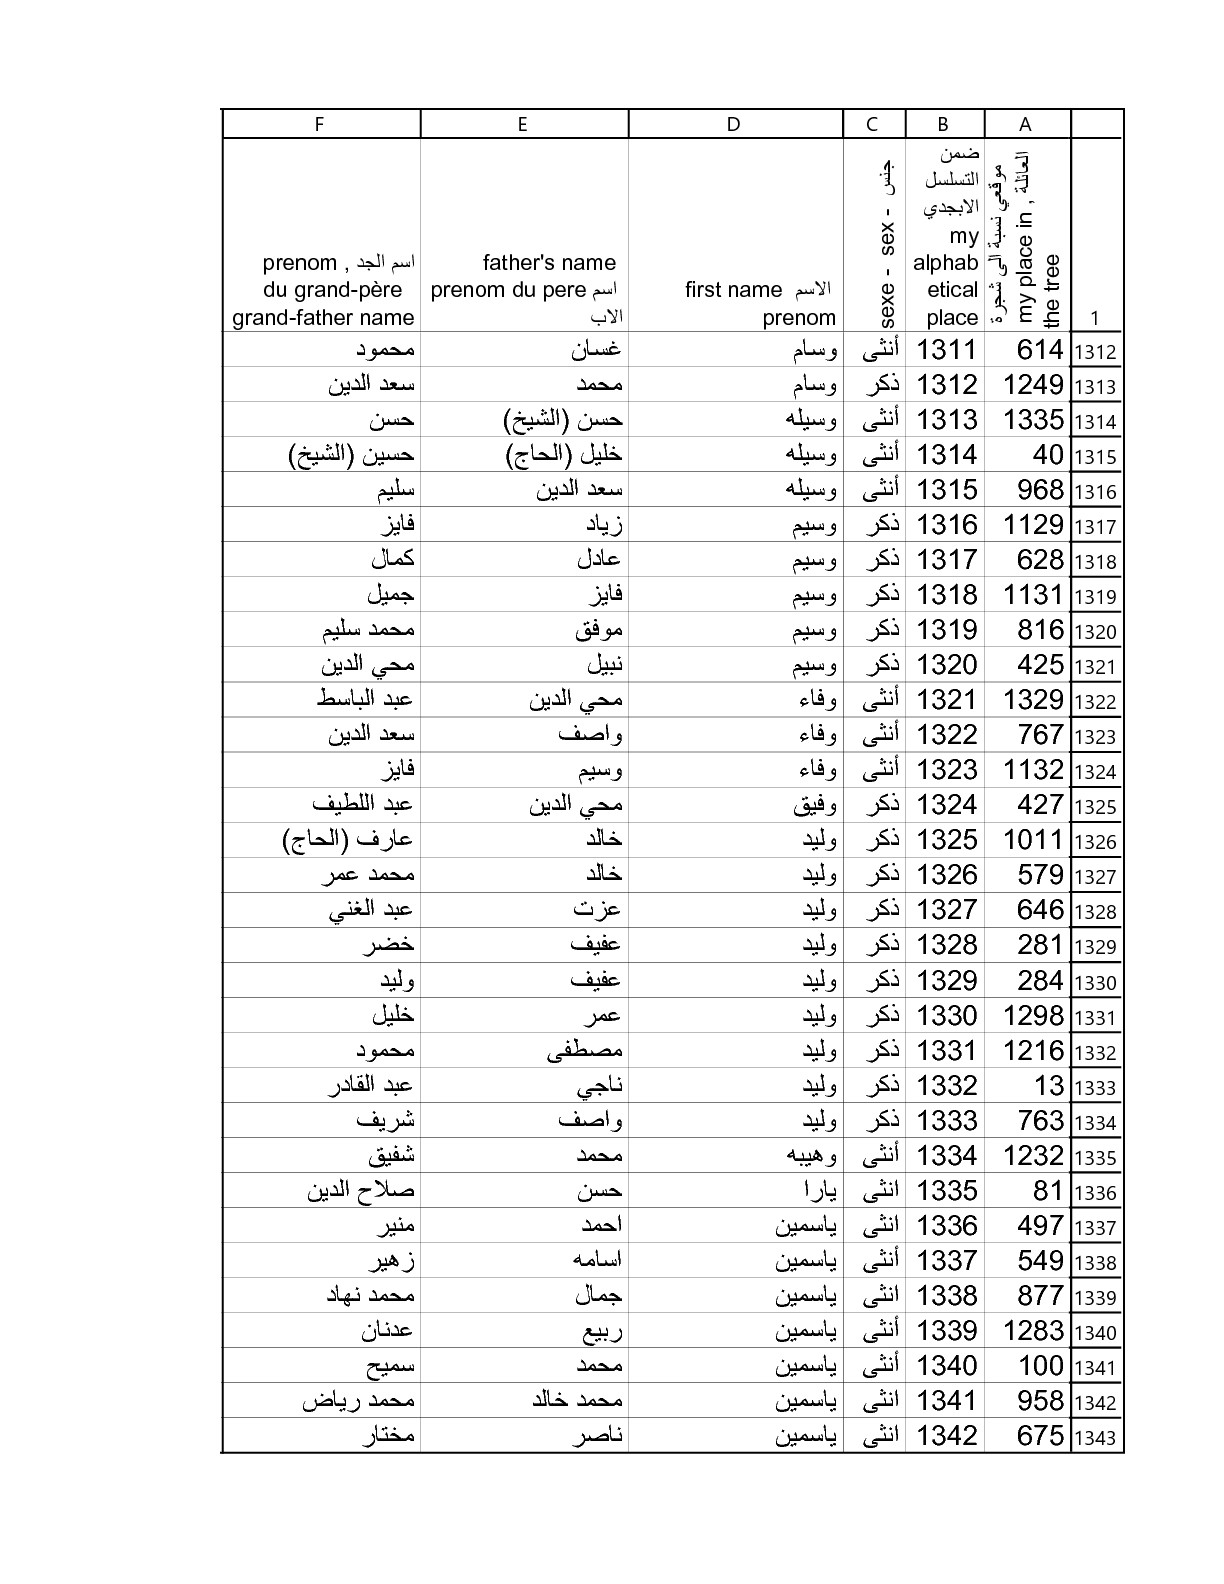 A B C D E F
1
موقعي نسبة الى شجرة العائلة , my place in the tree
ضمن التسلسل الابجدي my alphabetical place
جنس - sex - sexe
الاسم first name prenom
father's name prenom du pere اسم الاب
اسم الجد , prenom du grand-père grand-father name
1312 614 1311 أنثى وسام غسان محمود
1313 1249 1312 ذكر وسام محمد سعد الدين
1314 1335 1313 أنثى وسيله حسن (الشيخ) حسن
1315 40 1314 أنثى وسيله خليل (الحاج) حسين (الشيخ)
1316 968 1315 أنثى وسيله سعد الدين سليم
1317 1129 1316 ذكر وسيم زياد فايز
1318 628 1317 ذكر وسيم عادل كمال
1319 1131 1318 ذكر وسيم فايز جميل
1320 816 1319 ذكر وسيم موفق محمد سليم
1321 425 1320 ذكر وسيم نبيل محي الدين
1322 1329 1321 أنثى وفاء محي الدين عبد الباسط
1323 767 1322 أنثى وفاء واصف سعد الدين
1324 1132 1323 أنثى وفاء وسيم فايز
1325 427 1324 ذكر وفيق محي الدين عبد اللطيف
1326 1011 1325 ذكر وليد خالد عارف (الحاج)
1327 579 1326 ذكر وليد خالد محمد عمر
1328 646 1327 ذكر وليد عزت عبد الغني
1329 281 1328 ذكر وليد عفيف خضر
1330 284 1329 ذكر وليد عفيف وليد
1331 1298 1330 ذكر وليد عمر خليل
1332 1216 1331 ذكر وليد مصطفى محمود
1333 13 1332 ذكر وليد ناجي عبد القادر
1334 763 1333 ذكر وليد واصف شريف
1335 1232 1334 أنثى وهيبه محمد شفيق
1336 81 1335 انثى يارا حسن صلاح الدين
1337 497 1336 انثى ياسمين احمد منير
1338 549 1337 أنثى ياسمين اسامه زهير
1339 877 1338 انثى ياسمين جمال محمد نهاد
1340 1283 1339 أنثى ياسمين ربيع عدنان
1341 100 1340 أنثى ياسمين محمد سميح
1342 958 1341 انثى ياسمين محمد خالد محمد رياض
1343 675 1342 انثى ياسمين ناصر مختار